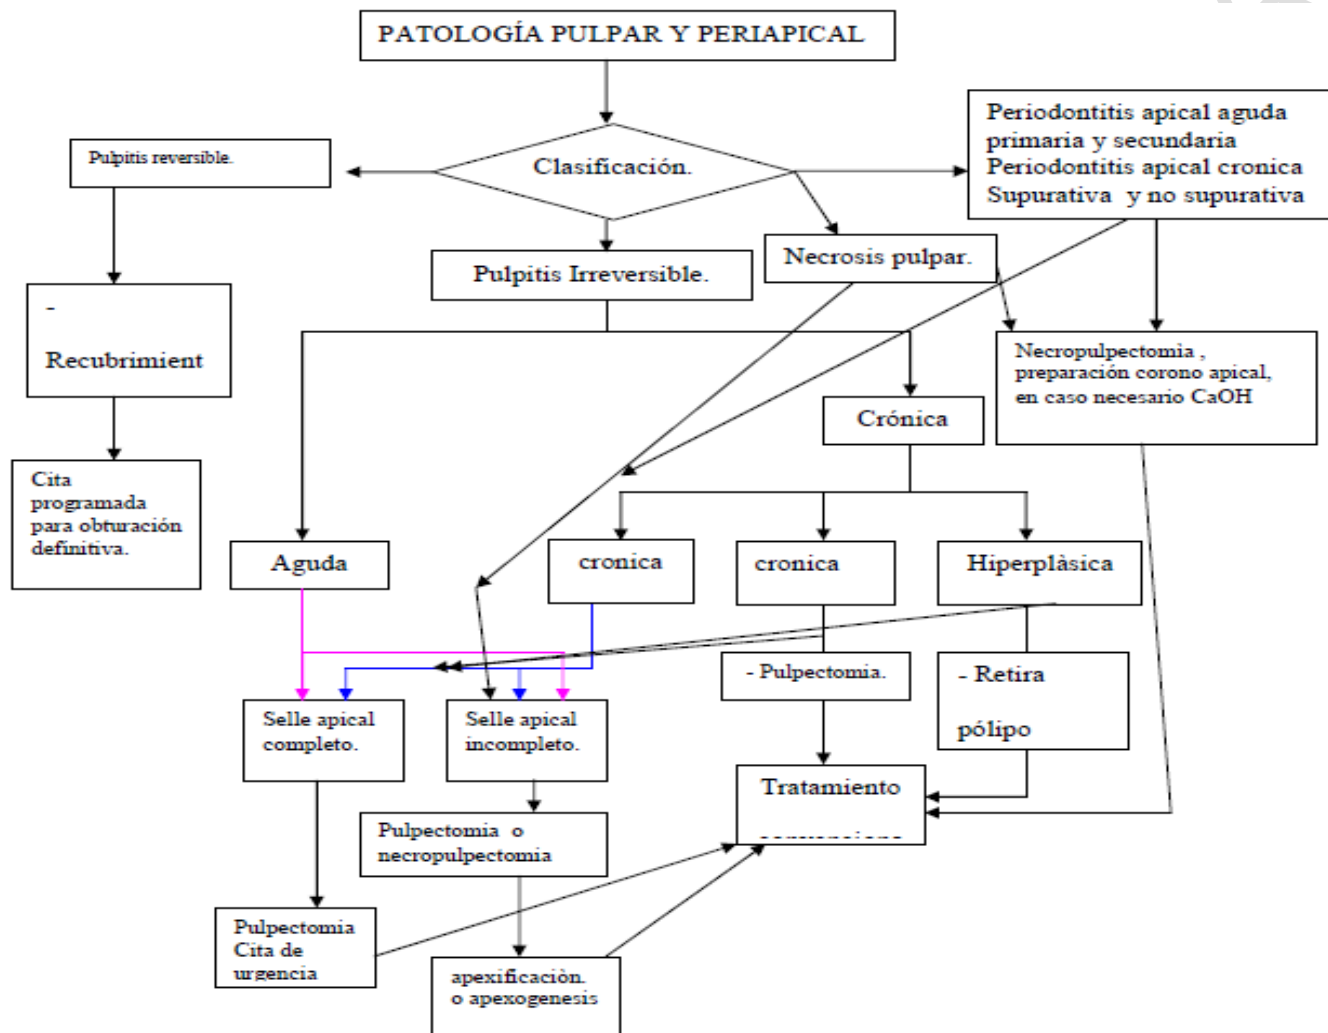 PATOLOGÍA PULPAR Y PERIAPICAL
Periodontitis apical aguda
primaria y secundaria
Periodontitis apical cronica
Supurativa y no supurativa
Pulpitis reversible.
Clasificación.
Necrosis pulpar.
Pulpitis Irreversible.
-
Recubrimient
Necropulpectomia ,
preparación corono apical,
en caso necesario CaOH
Crónica
Cita
programada
para obturación
definitiva.
Aguda
cronica
cronica
Hiperplàsica
- Pulpectomia.
- Retira
pólipo
Selle apical
completo.
Selle apical
incompleto.
Tratamiento
Pulpectomia o
necropulpectomia
Pulpectomia
Cita de
urgencia
apexificaciòn.
o apexogenesis